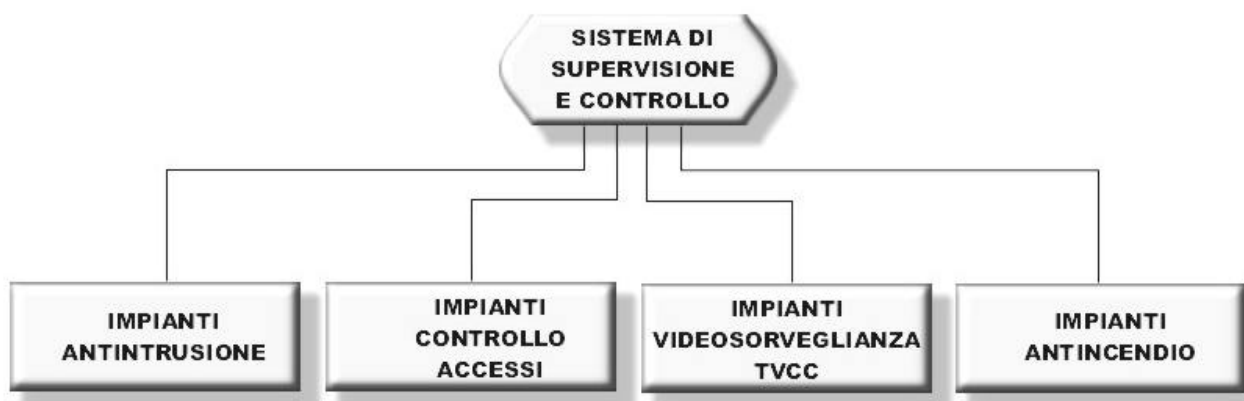 SISTEMA DI
SUPERVISIONE
E CONTROLLO
IMPIANTI
ANTINTRUSIONE
IMPIANTI
CONTROLLO
ACCESSI
IMPIANTI
VIDEOSORVEGLIANZA
TVCC
IMPIANTI
ANTINCENDIO